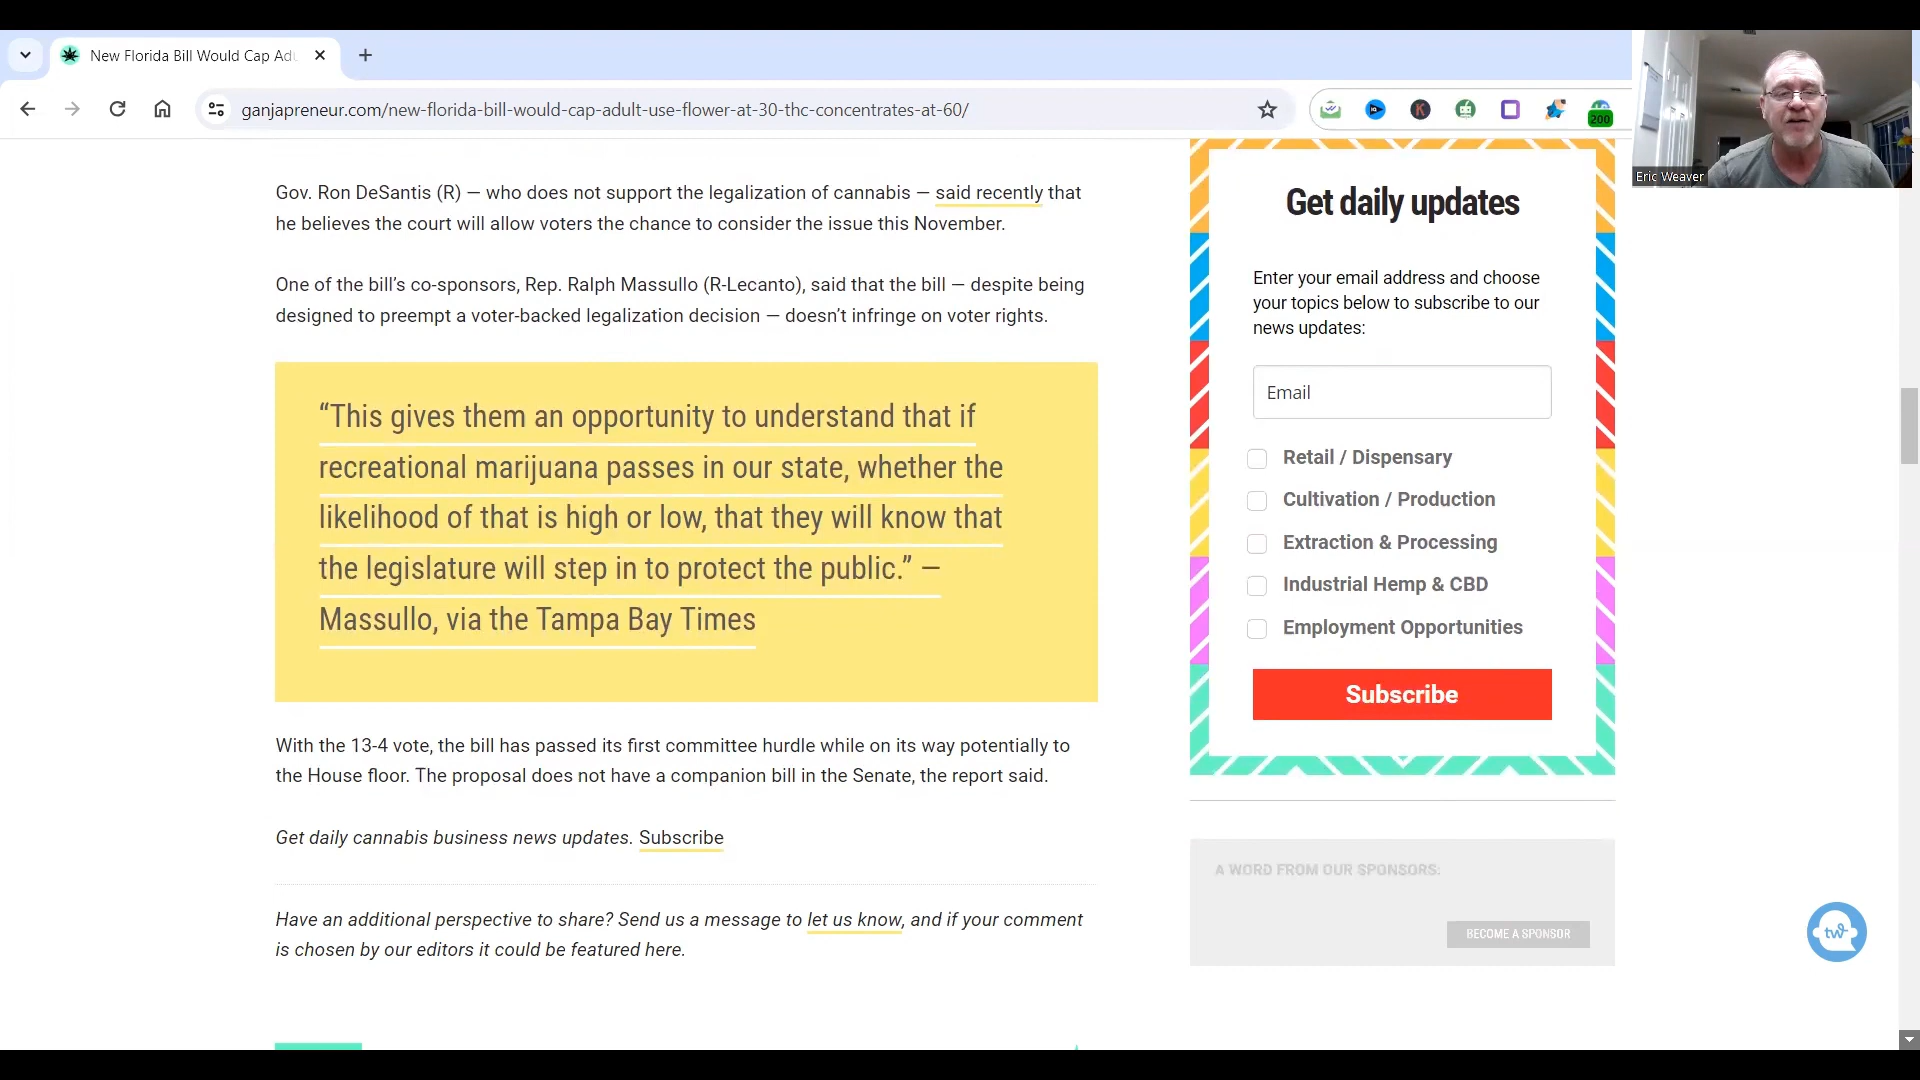 New Florida Bill Would Cap Adu
ganjapreneur.com/new-florida-bill-would-cap-adult-use-flower-at-30-thc-concentrates-at-60/
K
200
Eric Weaver
Gov. Ron DeSantis (R) — who does not support the legalization of cannabis — said recently that
he believes the court will allow voters the chance to consider the issue this November.
One of the bill’s co-sponsors, Rep. Ralph Massullo (R-Lecanto), said that the bill — despite being
designed to preempt a voter-backed legalization decision — doesn’t infringe on voter rights.
“This gives them an opportunity to understand that if
recreational marijuana passes in our state, whether the
likelihood of that is high or low, that they will know that
the legislature will step in to protect the public.” —
Massullo, via the Tampa Bay Times
With the 13-4 vote, the bill has passed its first committee hurdle while on its way potentially to
the House floor. The proposal does not have a companion bill in the Senate, the report said.
Get daily cannabis business news updates. Subscribe
Have an additional perspective to share? Send us a message to let us know, and if your comment
is chosen by our editors it could be featured here.
Get daily updates
Enter your email address and choose
your topics below to subscribe to our
news updates:
Email
Retail / Dispensary
Cultivation / Production
Extraction & Processing
Industrial Hemp & CBD
Employment Opportunities
Subscribe
A WORD FROM OUR SPONSORS:
BECOME A SPONSOR
tw